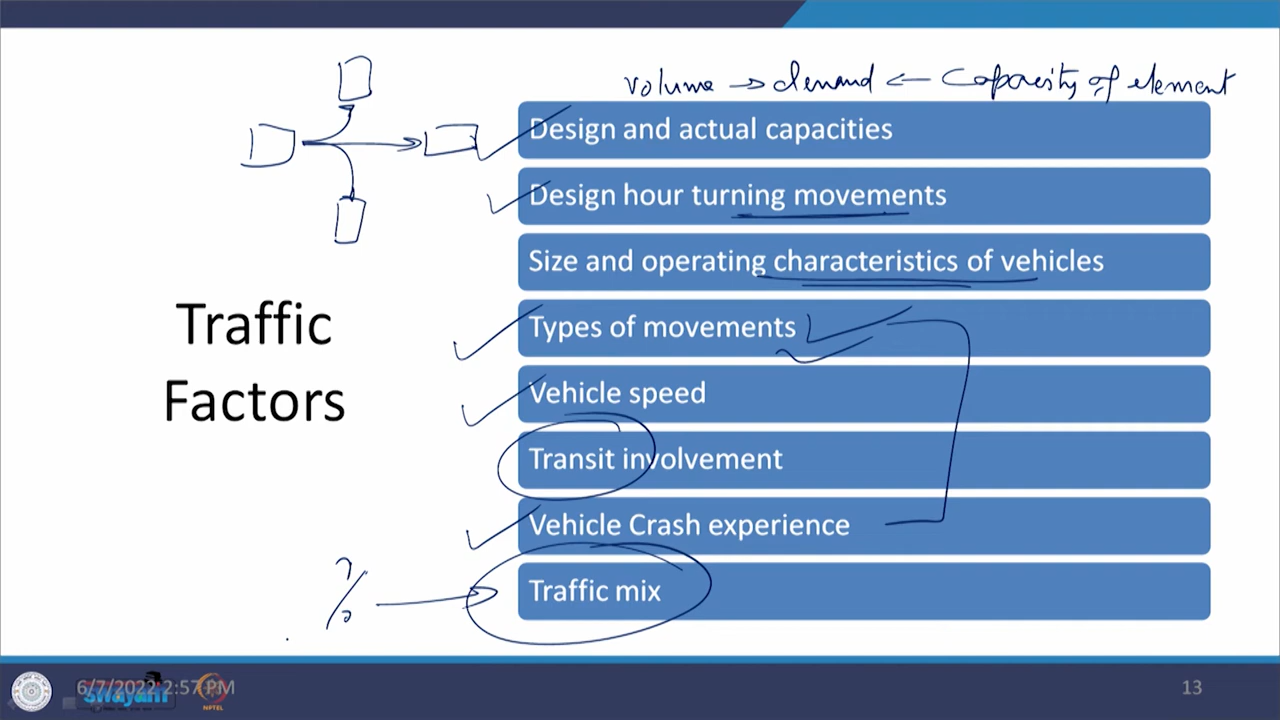 volume → demand ← Capacity of element
Design and actual capacities
Design hour turning movements
Size and operating characteristics of vehicles
Types of movements
Vehicle speed
Transit involvement
Vehicle Crash experience
Traffic mix
Traffic
Factors
%
6/7/2022 2:57 PM
swayam
NPTEL
13